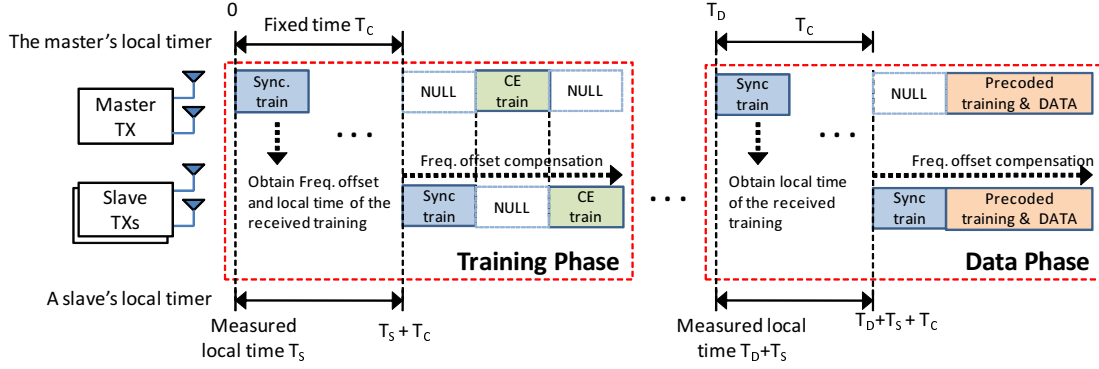 0
Fixed time T_C
The master's local timer
T_D
T_C
Master
TX
Sync.
train
NULL
CE
train
NULL
Sync
train
NULL
Precoded
training & DATA
. . .
. . .
Freq. offset compensation
Freq. offset compensation
Slave
TXs
Obtain Freq. offset
and local time of the
received training
Sync
train
NULL
CE
train
. . .
Obtain local time
of the received
training
Sync
train
Precoded
training & DATA
Training Phase
Data Phase
A slave's local timer
Measured
local time T_S
T_S + T_C
Measured local
time T_D+T_S
T_D+T_S + T_C